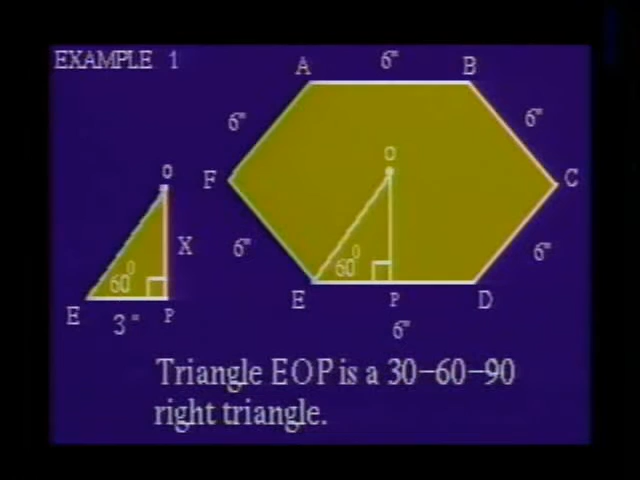 EXAMPLE 1
A 6" B
6" 6"
O
O F C
X 6" 6"
60° 60°
E 3" P E P D
6"
Triangle EOP is a 30-60-90
right triangle.